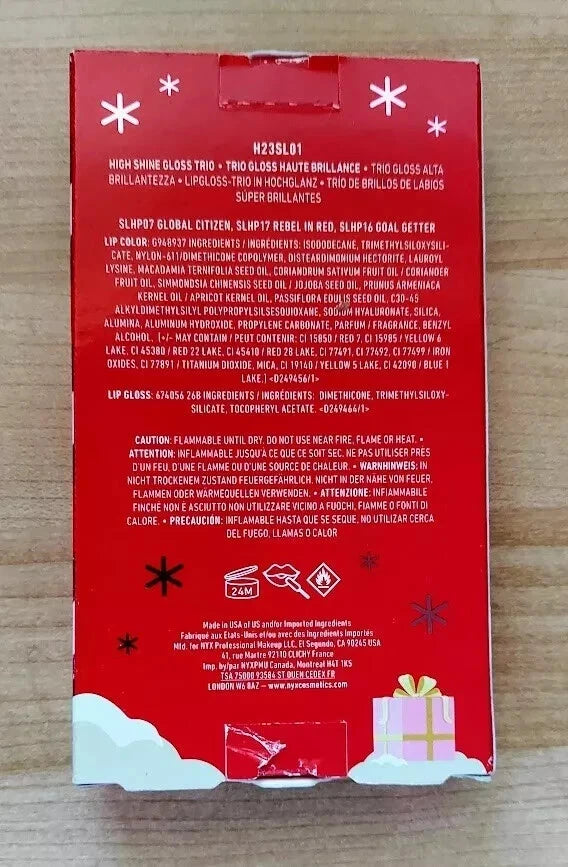 H23SL01
HIGH SHINE GLOSS TRIO • TRIO GLOSS HAUTE BRILLANCE • TRIO GLOSS ALTA
BRILLANTEZZA • LIPGLOSS-TRIO IN HOCHGLANZ • TRÍO DE BRILLOS DE LABIOS
SÚPER BRILLANTES
SLHP07 GLOBAL CITIZEN, SLHP17 REBEL IN RED, SLHP16 GOAL GETTER
LIP COLOR: G948937 INGREDIENTS / INGRÉDIENTS: ISODODECANE, TRIMETHYLSILOXYSILI-
CATE, NYLON-611/DIMETHICONE COPOLYMER, DISTEARDIMONIUM HECTORITE, LAUROYL
LYSINE, MACADAMIA TERNIFOLIA SEED OIL, CORIANDRUM SATIVUM FRUIT OIL / CORIANDER
FRUIT OIL, SIMMONDSIA CHINENSIS SEED OIL / JOJOBA SEED OIL, PRUNUS ARMENIACA
KERNEL OIL / APRICOT KERNEL OIL, PASSIFLORA EDULIS SEED OIL, C30-45
ALKYLDIMETHYLSILYL POLYPROPYLSILSESQUIOXANE, SODIUM HYALURONATE, SILICA,
ALUMINA, ALUMINUM HYDROXIDE, PROPYLENE CARBONATE, PARFUM / FRAGRANCE, BENZYL
ALCOHOL. [+/- MAY CONTAIN / PEUT CONTENIR: CI 15850 / RED 7, CI 15985 / YELLOW 6
LAKE, CI 45380 / RED 22 LAKE, CI 45410 / RED 28 LAKE, CI 77491, CI 77492, CI 77499 / IRON
OXIDES, CI 77891 / TITANIUM DIOXIDE, MICA, CI 19140 / YELLOW 5 LAKE, CI 42090 / BLUE 1
LAKE.] <D249456/1>
LIP GLOSS: 674056 26B INGREDIENTS / INGRÉDIENTS: DIMETHICONE, TRIMETHYLSILOXY-
SILICATE, TOCOPHERYL ACETATE. <D249464/1>
CAUTION: FLAMMABLE UNTIL DRY. DO NOT USE NEAR FIRE, FLAME OR HEAT. •
ATTENTION: INFLAMMABLE JUSQU'À CE QUE CE SOIT SEC. NE PAS UTILISER PRÈS
D'UN FEU, D'UNE FLAMME OU D'UNE SOURCE DE CHALEUR. • WARNHINWEIS: IN
NICHT TROCKENEM ZUSTAND FEUERGEFÄHRLICH. NICHT IN DER NÄHE VON FEUER,
FLAMMEN ODER WÄRMEQUELLEN VERWENDEN. • ATTENZIONE: INFIAMMABILE
FINCHÉ NON È ASCIUTTO NON UTILIZZARE VICINO A FUOCHI, FIAMME O FONTI DI
CALORE. • PRECAUCIÓN: INFLAMABLE HASTA QUE SE SEQUE, NO UTILIZAR CERCA
DEL FUEGO, LLAMAS O CALOR
24M
Made in USA of US and/or Imported Ingredients
Fabriqué aux Etats-Unis et/ou avec des Ingrédients Importés
Mfd. for NYX Professional Makeup LLC, El Segundo, CA 90245 USA
41, rue Martre 92110 CLICHY France
Imp. by/par NYXPMU Canada, Montreal H4T 1K5
TSA 75000 93584 ST OUEN CEDEX FR
LONDON W6 8AZ – www.nyxcosmetics.com